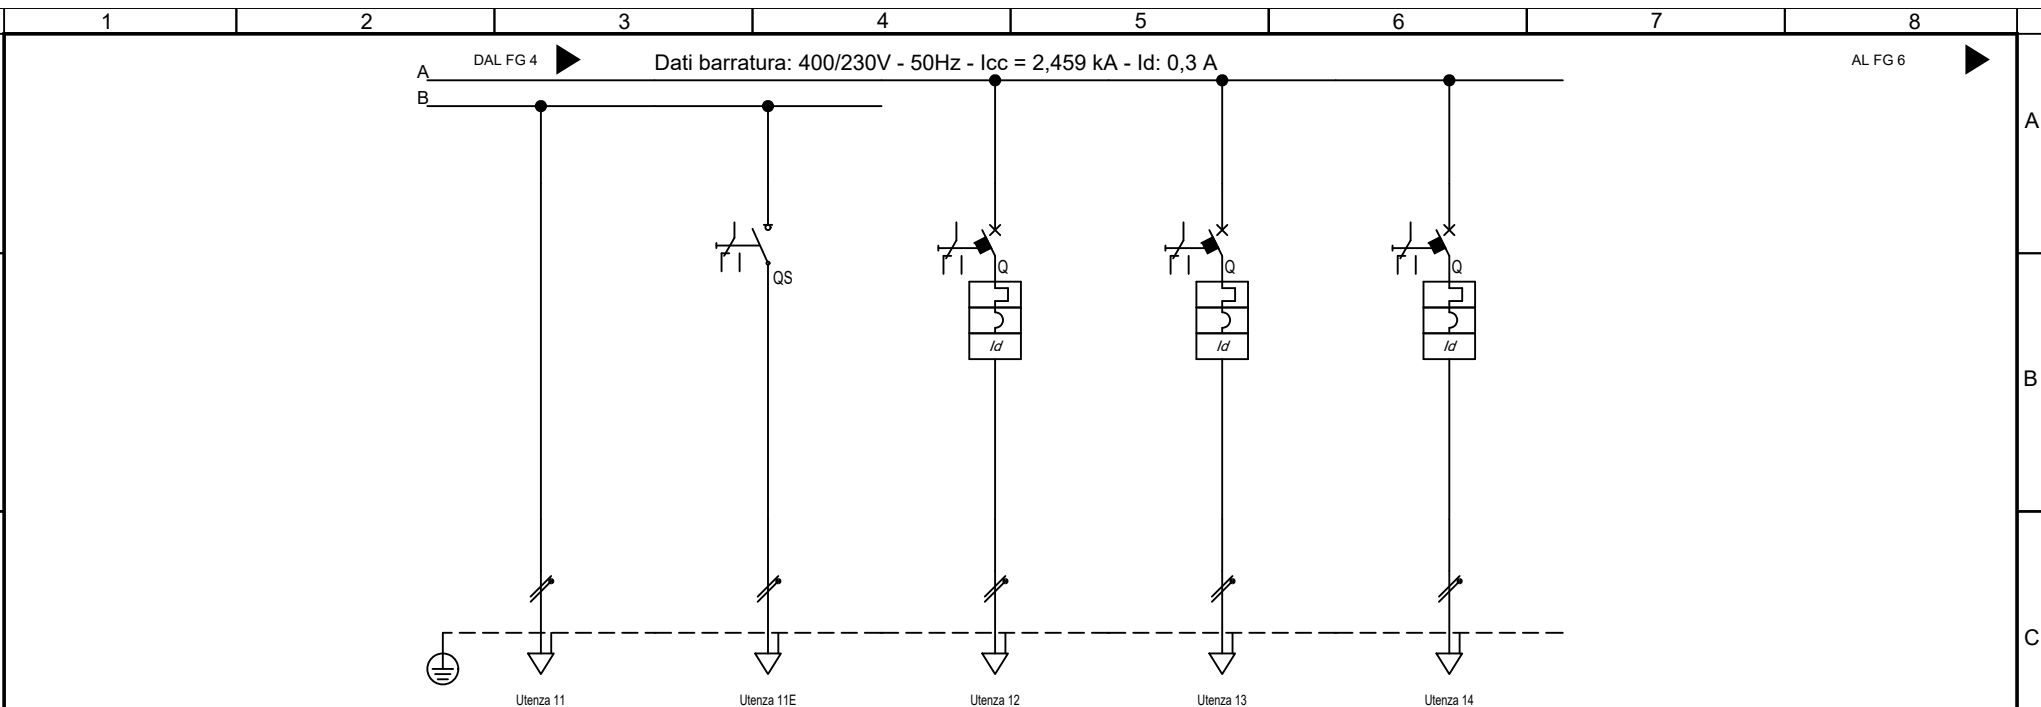 1 2 3 4 5 6 7 8
DAL FG 4 Dati barratura: 400/230V - 50Hz - Icc = 2,459 kA - Id: 0,3 A AL FG 6
A
B
A
QS Q Q Q
Id Id Id
B
C
Utenza 11 Utenza 11E Utenza 12 Utenza 13 Utenza 14